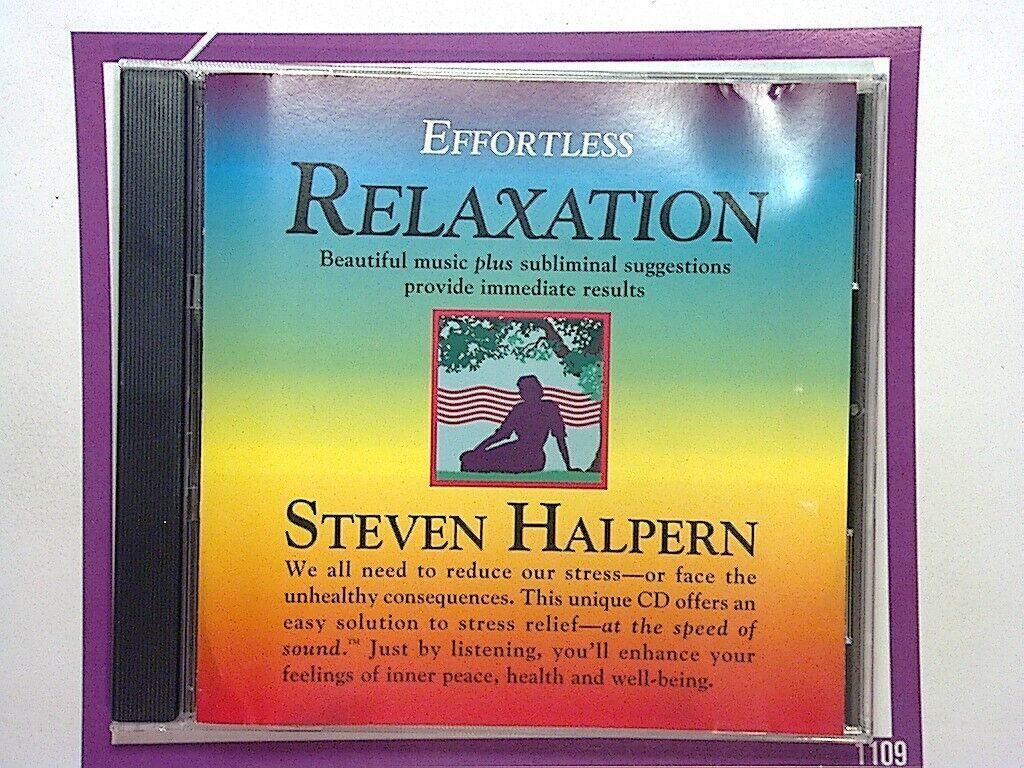 EFFORTLESS
RELAXATION
Beautiful music plus subliminal suggestions
provide immediate results
STEVEN HALPERN
We all need to reduce our stress—or face the
unhealthy consequences. This unique CD offers an
easy solution to stress relief—at the speed of
sound.™ Just by listening, you'll enhance your
feelings of inner peace, health and well-being.
1109